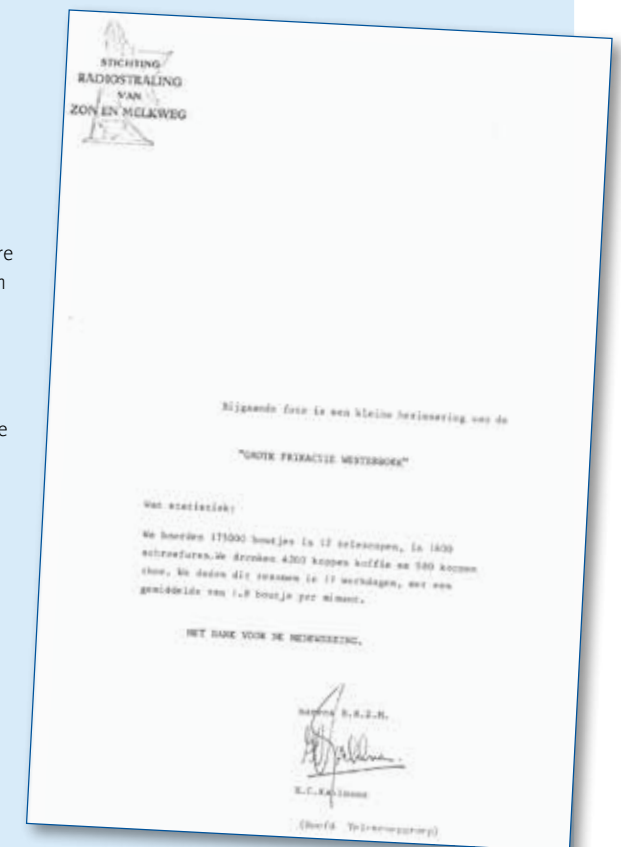 re
n
e
STICHTING
RADIOSTRALING
VAN
ZON EN MELKWEG
Bijgaande foto is een kleine herinnering van de
"GROTE PRIKACTIE WESTERBORK"
Wat statistiek:
We boorden 175000 boutjes in 12 telescopen, in 1600
schroefuren. We dronken 4200 koppen koffie en 580 koppen
thee. We deden dit tezamen in 17 werkdagen, met een
gemiddelde van 1.8 boutje per minuut.
MET DANK VOOR DE MEDEWERKING.
namens S.R.Z.M.